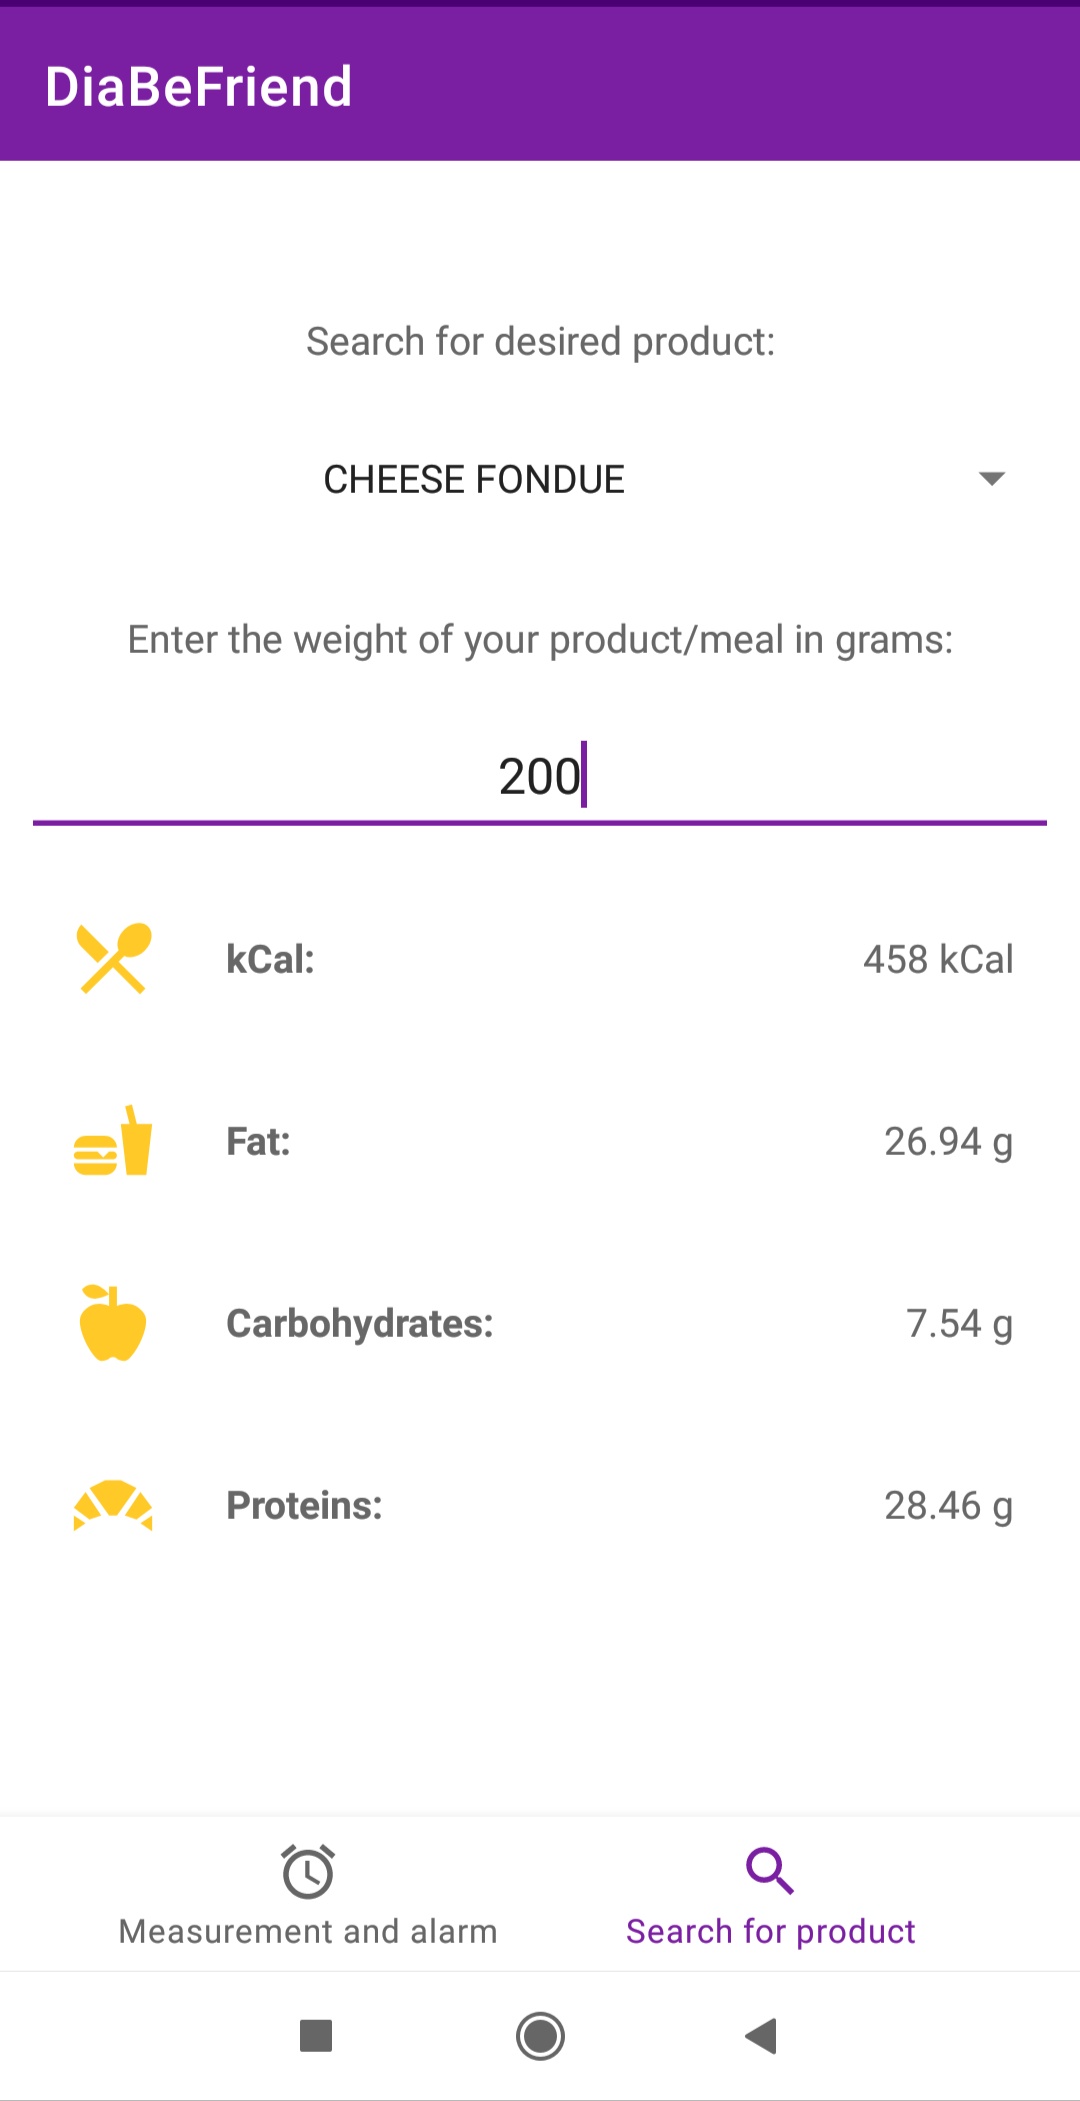 DiaBeFriend
Search for desired product:
CHEESE FONDUE
Enter the weight of your product/meal in grams:
200
kCal: 458 kCal
Fat: 26.94 g
Carbohydrates: 7.54 g
Proteins: 28.46 g
Measurement and alarm Search for product